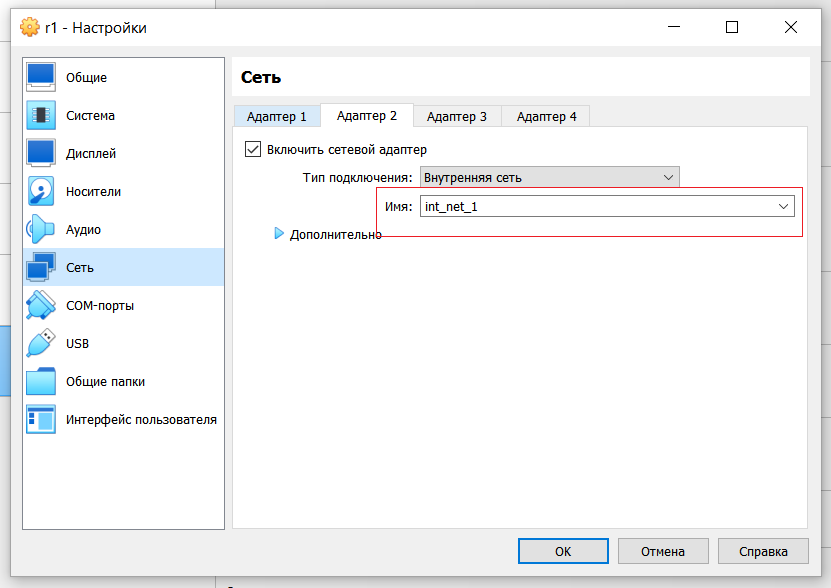 r1 - Настройки
Общие
Система
Дисплей
Носители
Аудио
Сеть
COM-порты
USB
Общие папки
Интерфейс пользователя
Сеть
Адаптер 1 Адаптер 2 Адаптер 3 Адаптер 4
Включить сетевой адаптер
Тип подключения: Внутренняя сеть
Имя: int_net_1
Дополнительно
OK Отмена Справка